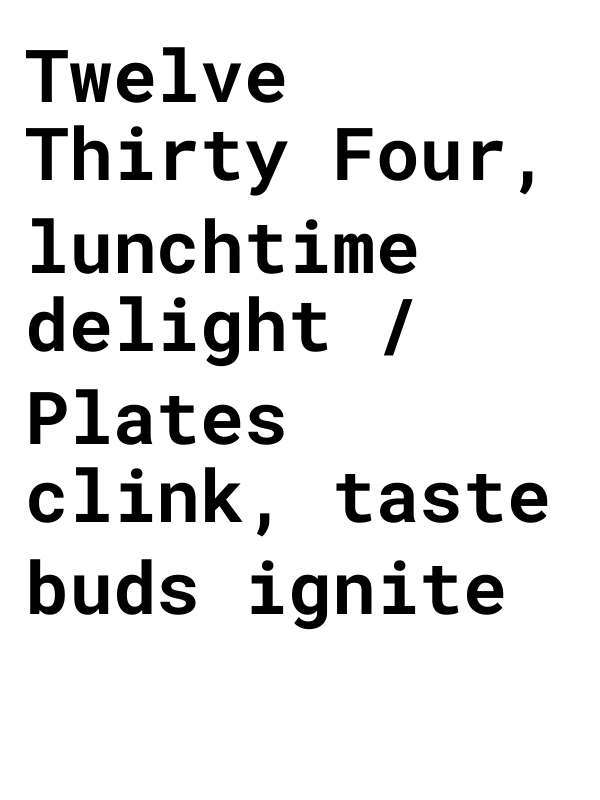 Twelve
Thirty Four,
lunchtime
delight /
Plates
clink, taste
buds ignite